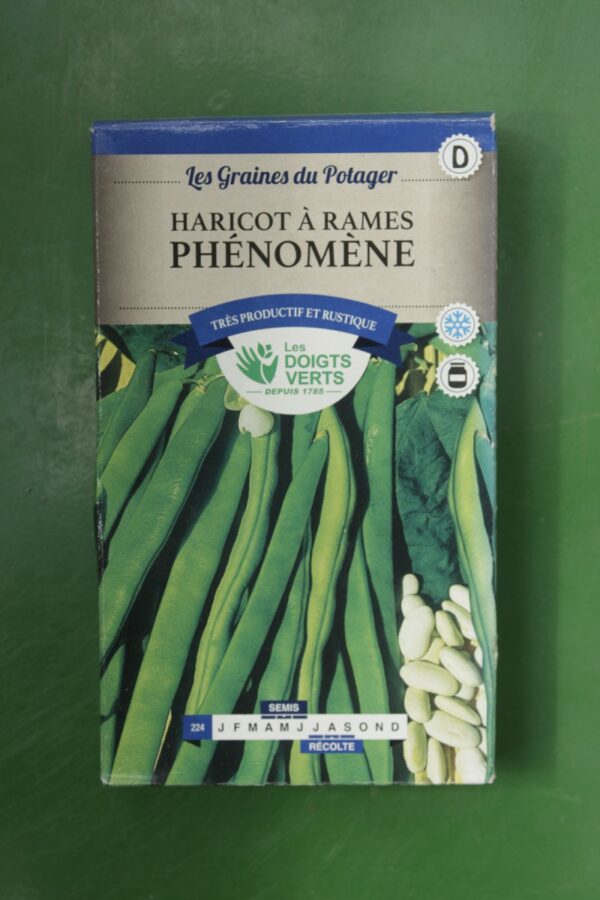 D
Les Graines du Potager
HARICOT À RAMES
PHÉNOMÈNE
TRÈS PRODUCTIF ET RUSTIQUE
Les
DOIGTS
VERTS
DEPUIS 1785
SEMIS
224 J F M A M J J A S O N D
RÉCOLTE